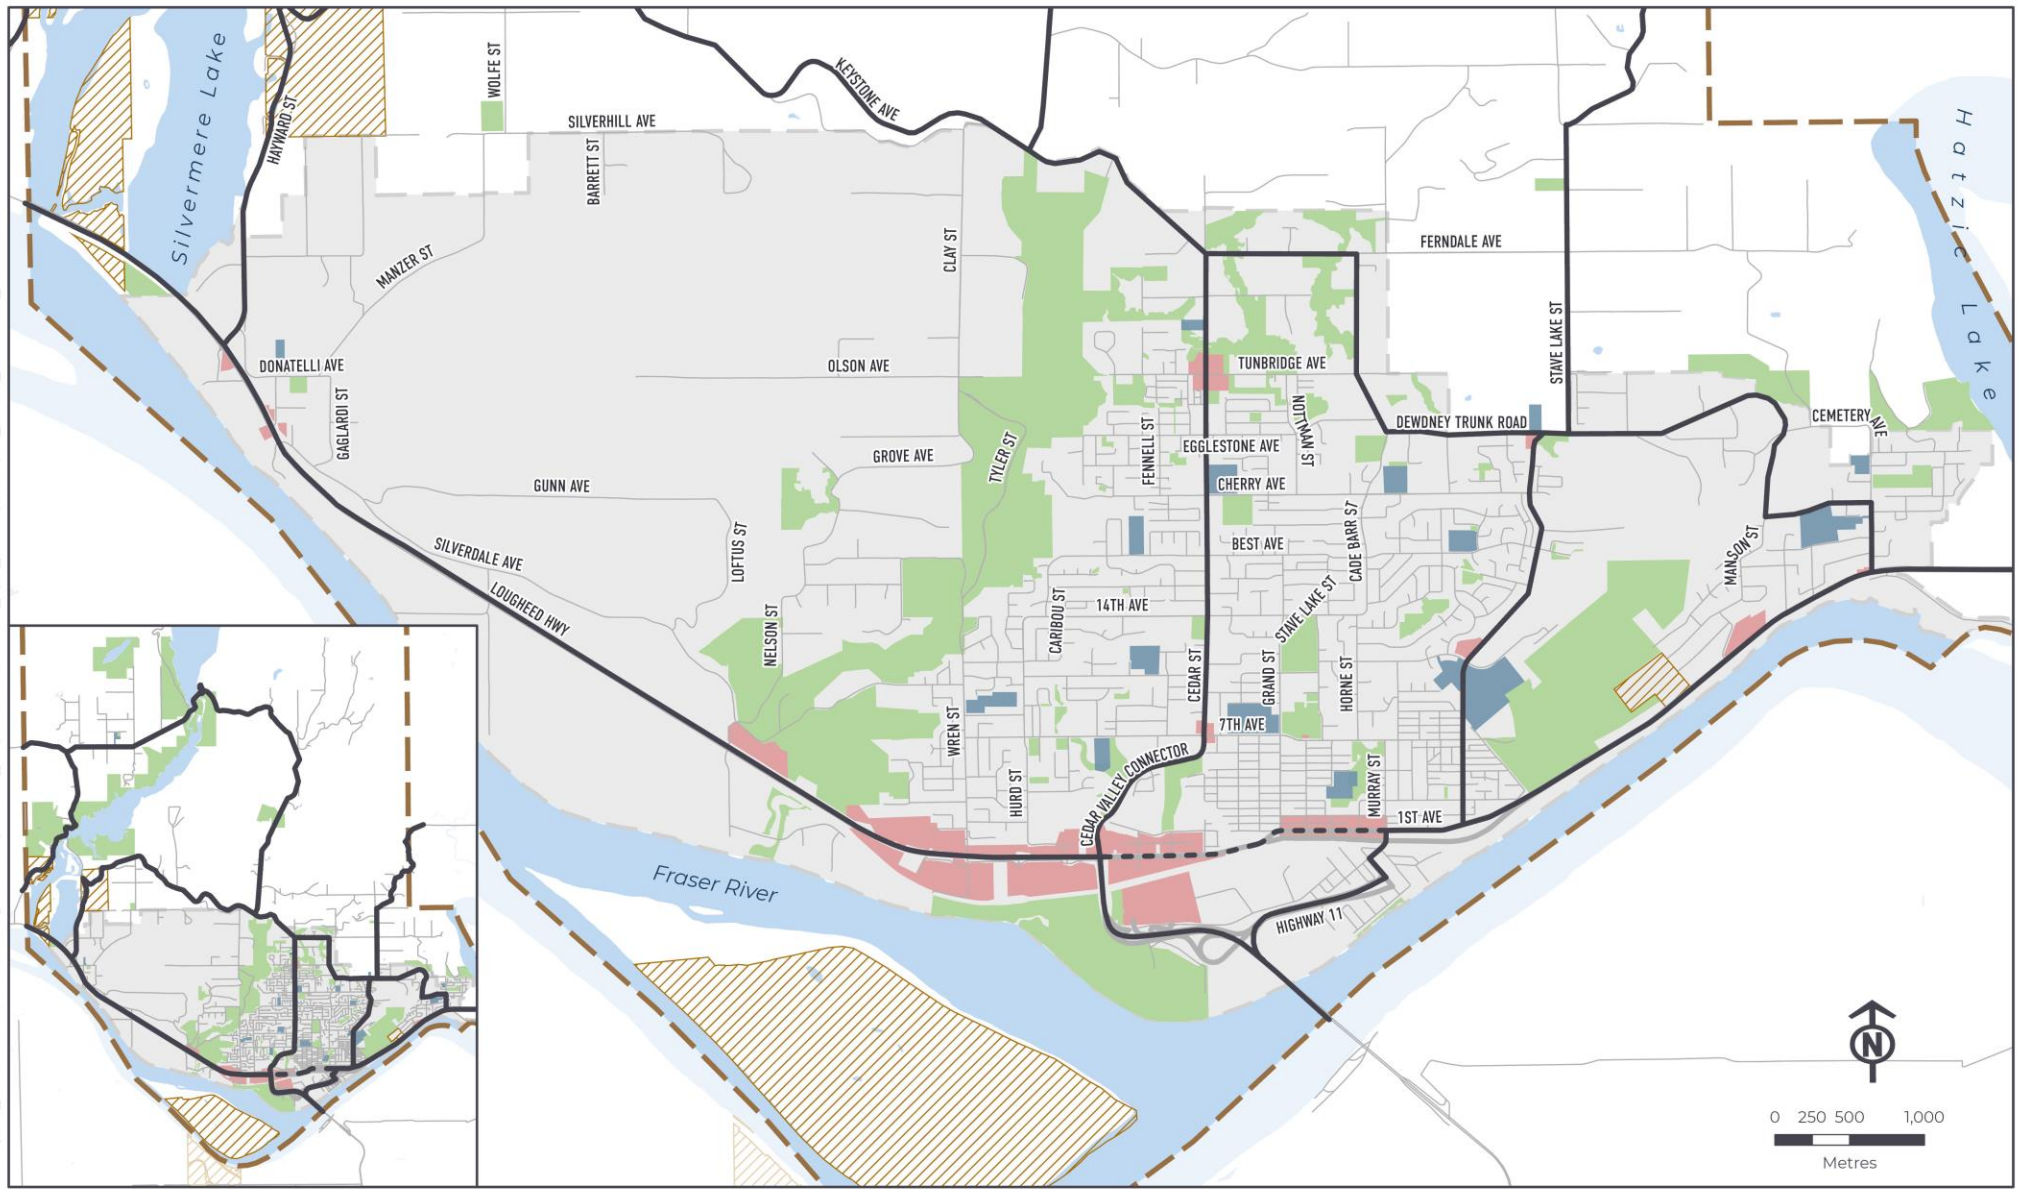 Silvermere Lake
HAYWARD ST
WOLFE ST
KEYSTONE AVE
SILVERHILL AVE
BARRETT ST
Hatzic Lake
MANZER ST
CLAY ST
FERNDALE AVE
STAVE LAKE ST
DONATELLI AVE
GAGLARDI ST
OLSON AVE
TUNBRIDGE AVE
NOTTMAN ST
DEWDNEY TRUNK ROAD
CEMETERY AVE
FENNELL ST
EGGLESTONE AVE
TYLER ST
GROVE AVE
GUNN AVE
CHERRY AVE
CADE BARR ST
BEST AVE
MANSON ST
LOFTUS ST
SILVERDALE AVE
LOUGHEED HWY
NELSON ST
CARIBOU ST
14TH AVE
STAVE LAKE ST
CEDAR ST
GRAND ST
HORNE ST
WREN ST
7TH AVE
HURD ST
CEDAR VALLEY CONNECTOR
MURRAY ST
1ST AVE
Fraser River
HIGHWAY 11
N
0 250 500 1,000
Metres